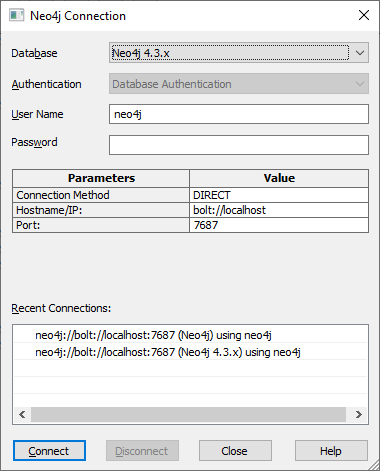 Neo4j Connection
Database Neo4j 4.3.x
Authentication Database Authentication
User Name neo4j
Password
Parameters Value
Connection Method DIRECT
Hostname/IP: bolt://localhost
Port: 7687
Recent Connections:
neo4j://bolt://localhost:7687 (Neo4j) using neo4j
neo4j://bolt://localhost:7687 (Neo4j 4.3.x) using neo4j
Connect Disconnect Close Help